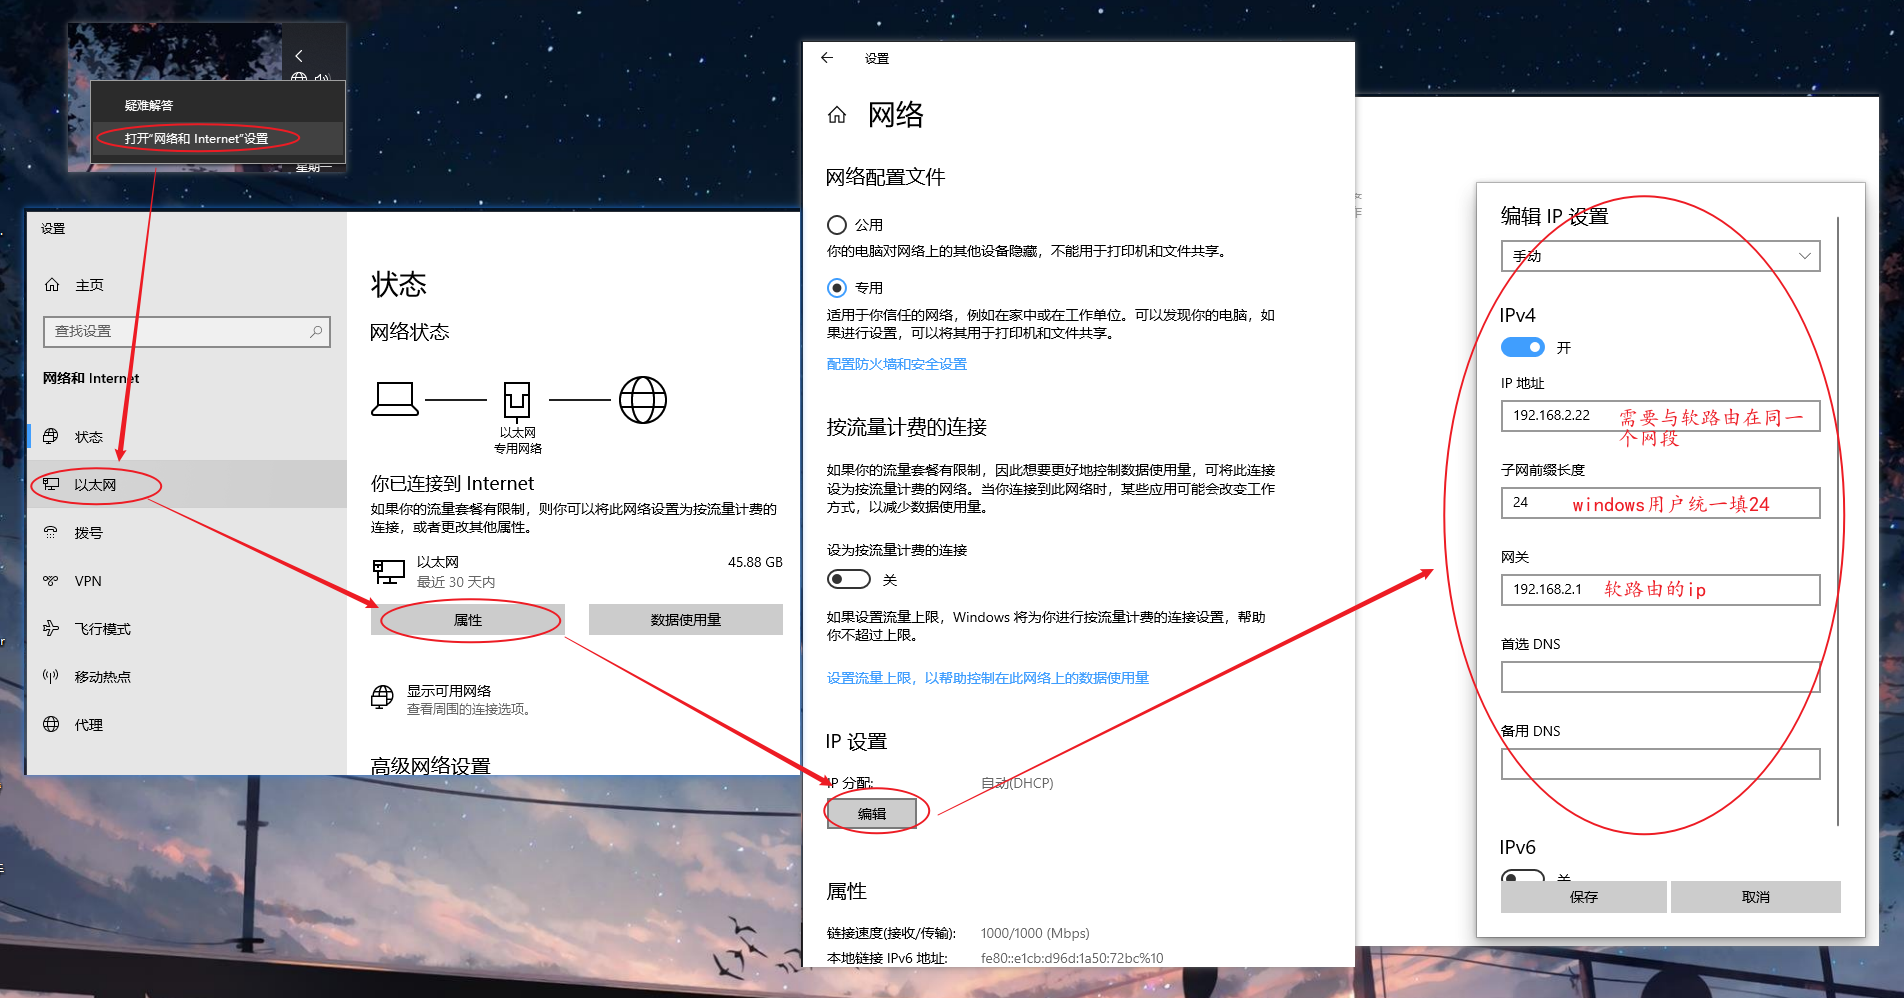 疑难解答
打开"网络和 Internet"设置
星期一
设置
主页
查找设置
网络和 Internet
状态
以太网
拨号
VPN
飞行模式
移动热点
代理
状态
网络状态
以太网
专用网络
你已连接到 Internet
如果你的流量套餐有限制，则你可以将此网络设置为按流量计费的
连接，或者更改其他属性。
以太网
45.88 GB
最近 30 天内
属性
数据使用量
显示可用网络
查看周围的连接选项。
高级网络设置
设置
网络
网络配置文件
公用
你的电脑对网络上的其他设备隐藏，不能用于打印机和文件共享。
专用
适用于你信任的网络，例如在家中或在工作单位。可以发现你的电脑，如
果进行设置，可以将其用于打印机和文件共享。
配置防火墙和安全设置
按流量计费的连接
如果你的流量套餐有限制，因此想要更好地控制数据使用量，可将此连接
设为按流量计费的网络。当你连接到此网络时，某些应用可能会改变工作
方式，以减少数据使用量。
设为按流量计费的连接
关
如果设置流量上限，Windows 将为你进行按流量计费的连接设置，帮助
你不超过上限。
设置流量上限，以帮助控制在此网络上的数据使用量
IP 设置
IP 分配:
自动(DHCP)
编辑
属性
链接速度(接收/传输):
1000/1000 (Mbps)
本地链接 IPv6 地址:
fe80::e1cb:d96d:1a50:72bc%10
编辑 IP 设置
手动
IPv4
开
IP 地址
192.168.2.22
需要与软路由在同一
个网段
子网前缀长度
24
windows用户统一填24
网关
192.168.2.1
软路由的ip
首选 DNS
备用 DNS
IPv6
关
保存
取消